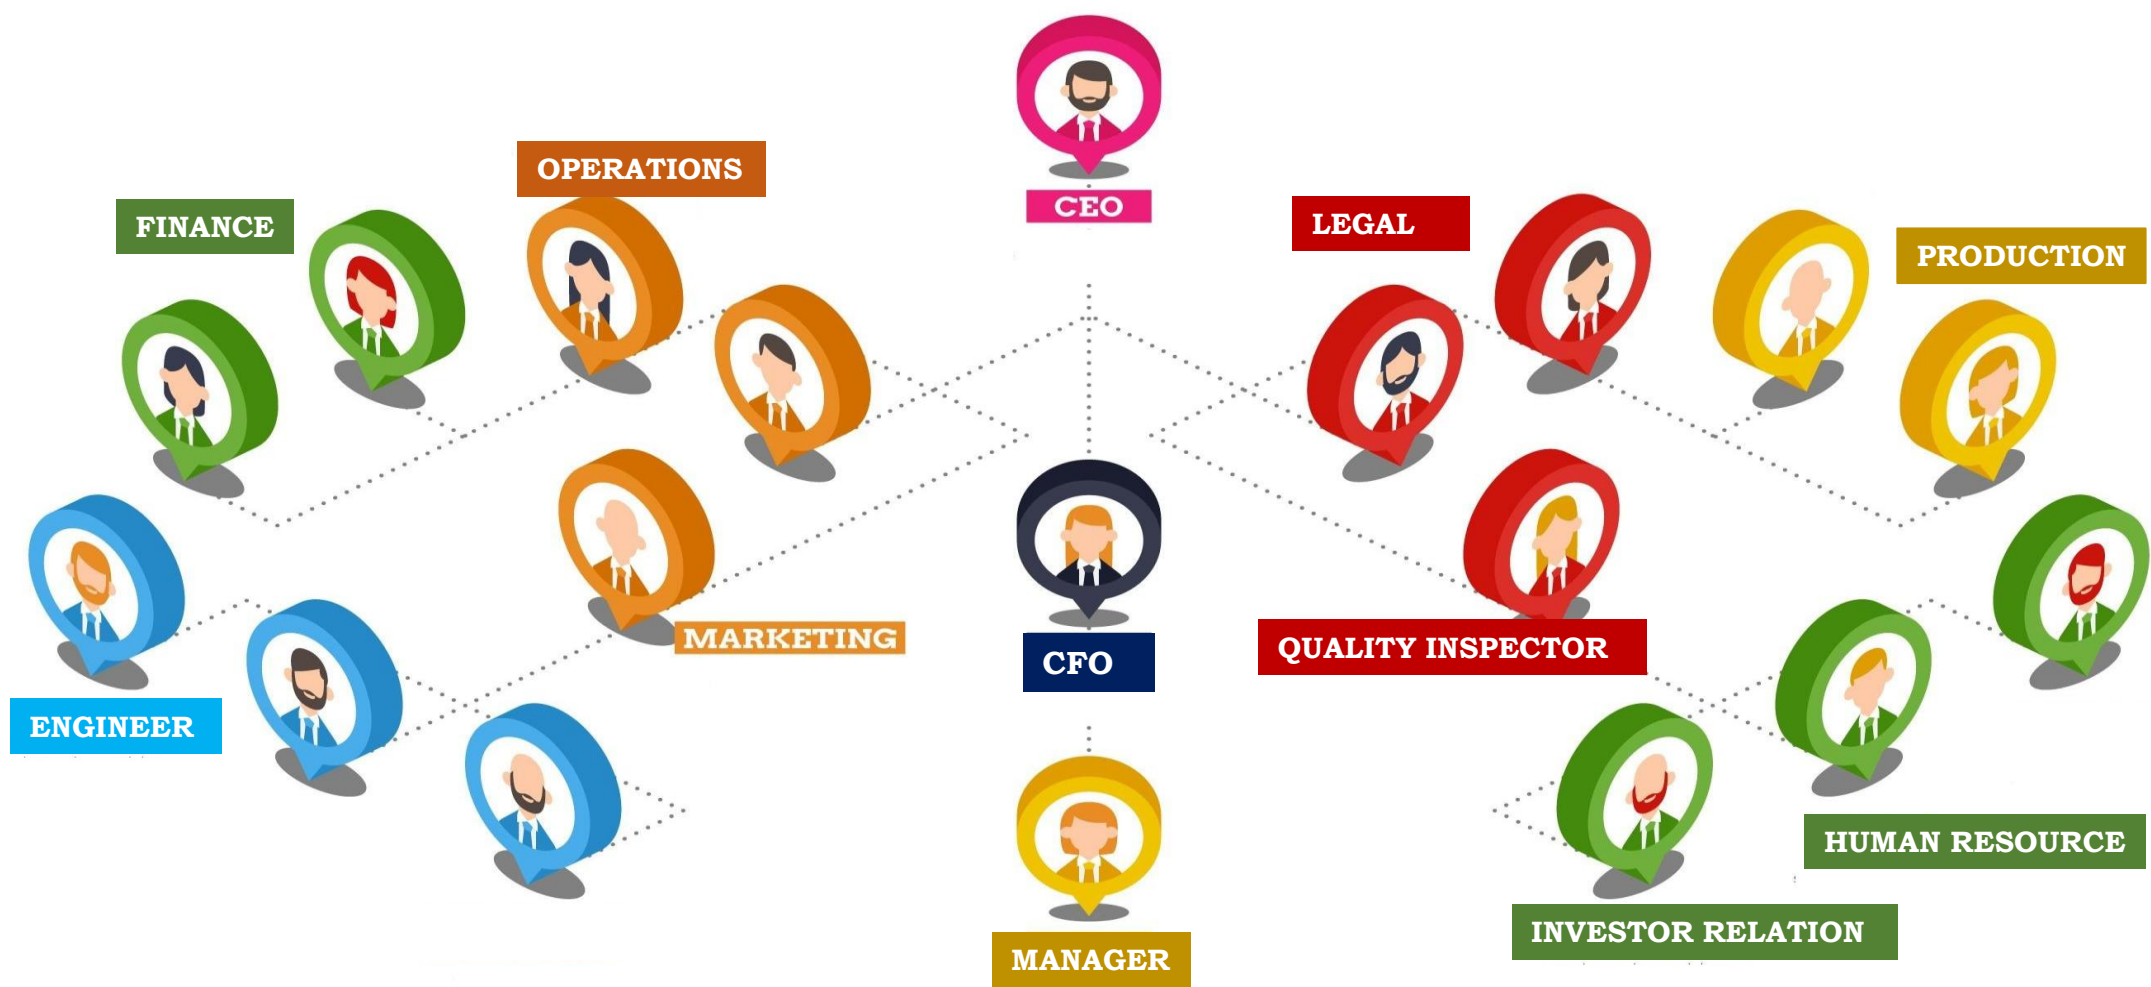 CEO
OPERATIONS
FINANCE
LEGAL
PRODUCTION
MARKETING
CFO
QUALITY INSPECTOR
ENGINEER
HUMAN RESOURCE
INVESTOR RELATION
MANAGER